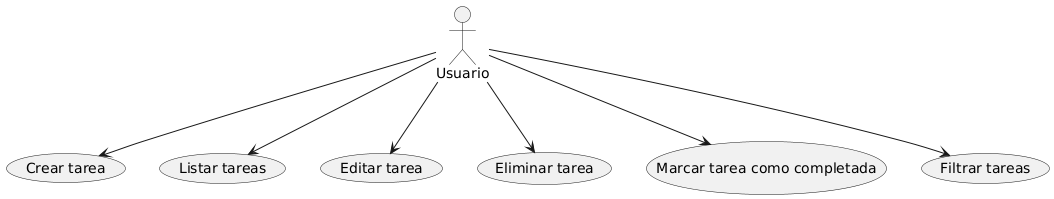 Usuario
Crear tarea
Listar tareas
Editar tarea
Eliminar tarea
Marcar tarea como completada
Filtrar tareas